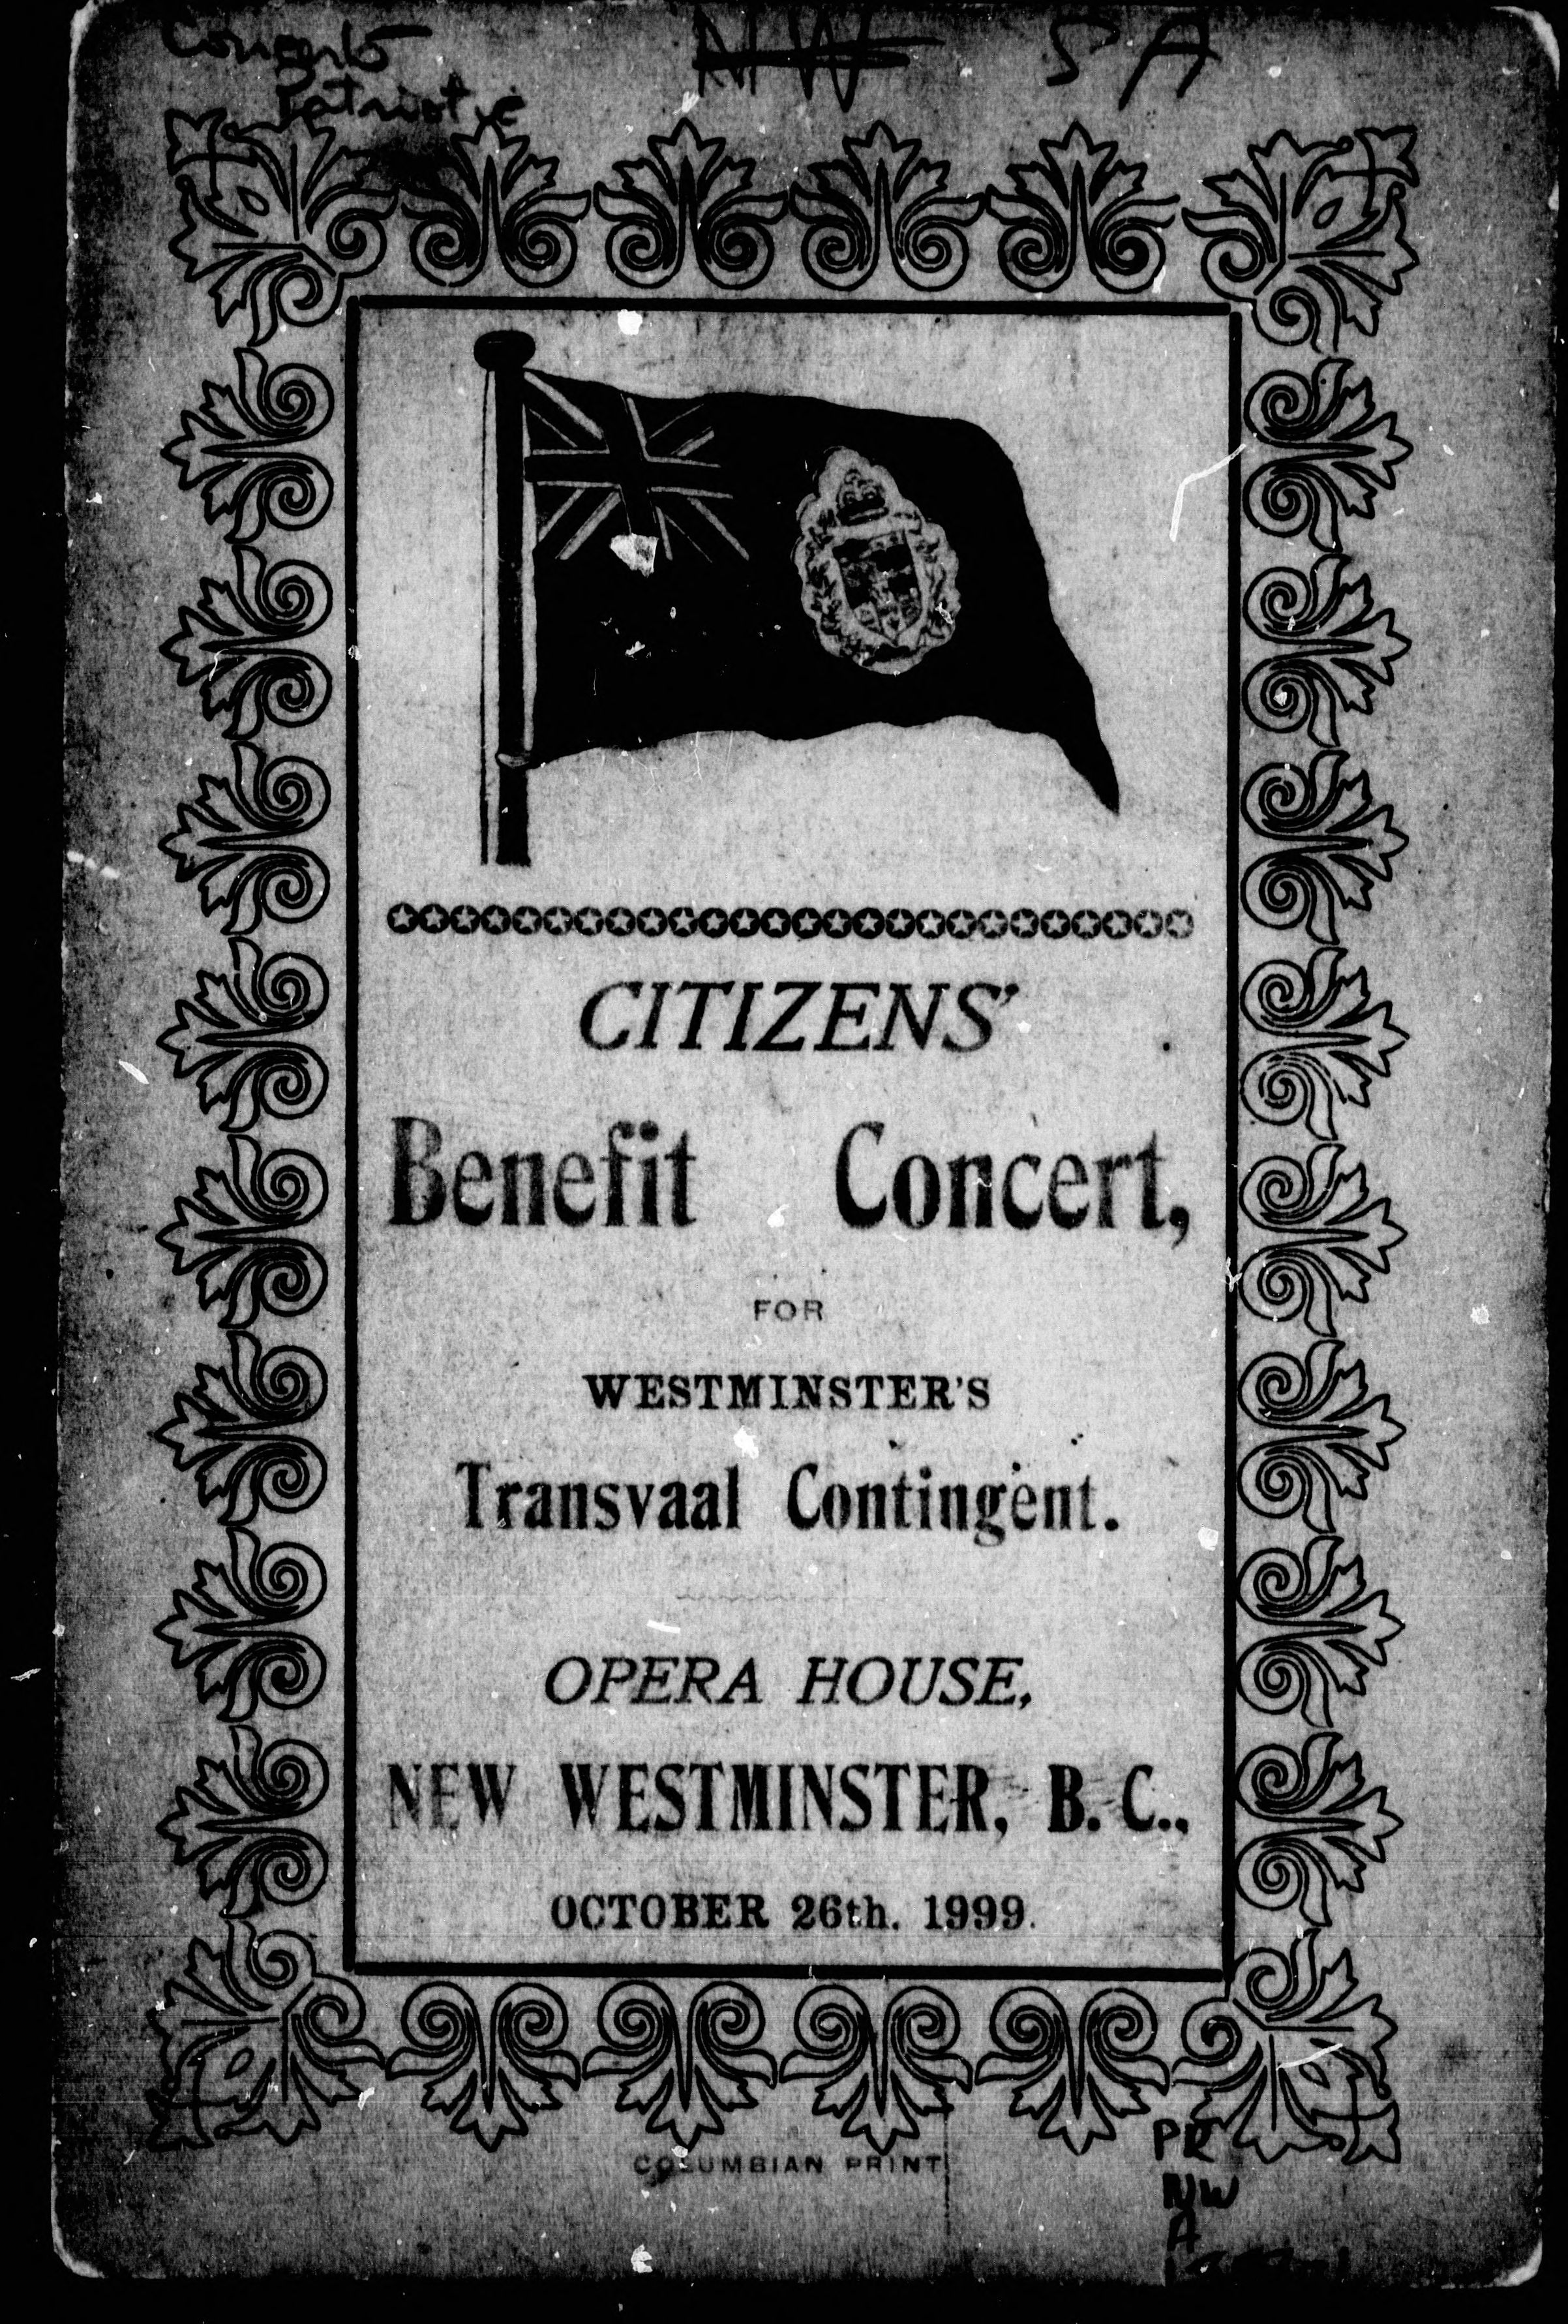 Concerts NW S A
Patriotic
CITIZENS'
Benefit Concert,
FOR
WESTMINSTER'S
Transvaal Contingent.
OPERA HOUSE,
NEW WESTMINSTER, B. C.,
OCTOBER 26th. 1999.
COLUMBIAN PRINT
PR
NW
A